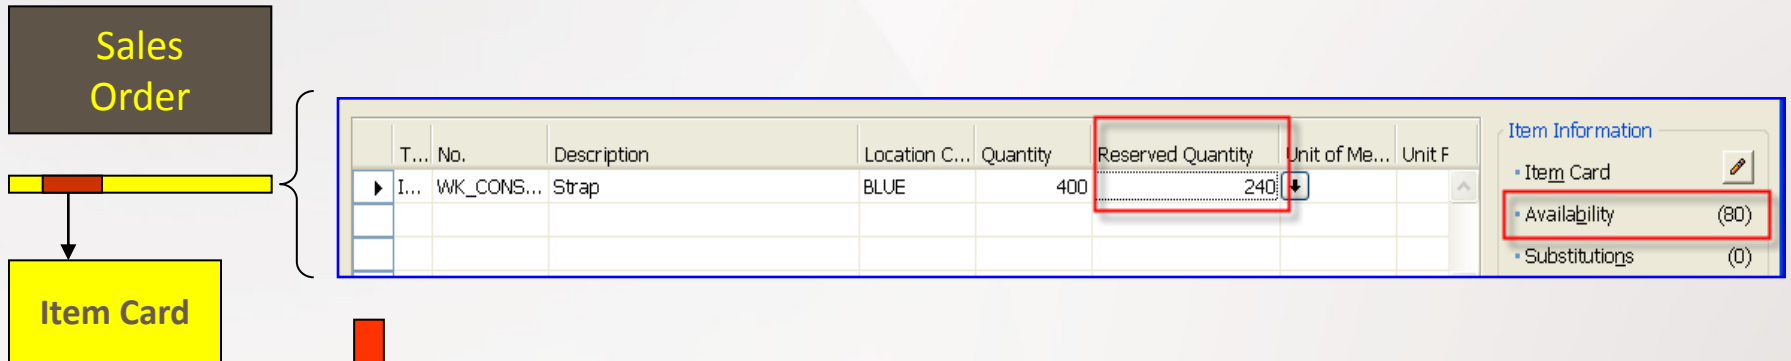 Sales
Order
T... No. Description Location C... Quantity Reserved Quantity Unit of Me... Unit F
I... WK_CONS... Strap BLUE 400 240
Item Information
Item Card
Availability (80)
Substitutions (0)
Item Card